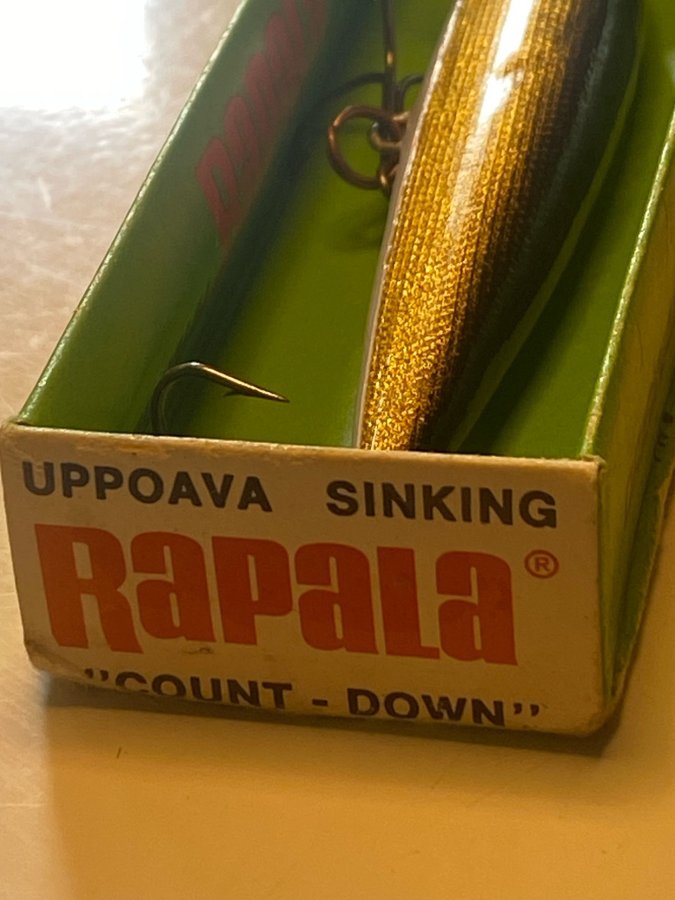 UPPOAVA SINKING
RapaLa®
"COUNT - DOWN"